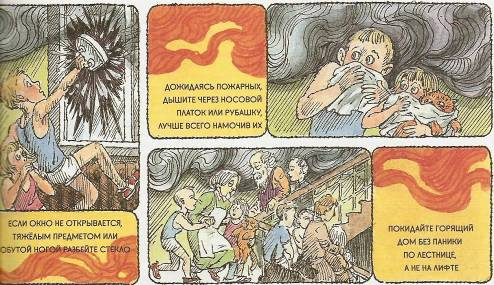 ДОЖИДАЯСЬ ПОЖАРНЫХ,
ДЫШИТЕ ЧЕРЕЗ НОСОВОЙ
ПЛАТОК ИЛИ РУБАШКУ,
ЛУЧШЕ ВСЕГО НАМОЧИВ ИХ
ЕСЛИ ОКНО НЕ ОТКРЫВАЕТСЯ,
ТЯЖЁЛЫМ ПРЕДМЕТОМ ИЛИ
ОБУТОЙ НОГОЙ РАЗБЕЙТЕ СТЕКЛО
ПОКИДАЙТЕ ГОРЯЩИЙ
ДОМ БЕЗ ПАНИКИ
ПО ЛЕСТНИЦЕ,
А НЕ НА ЛИФТЕ